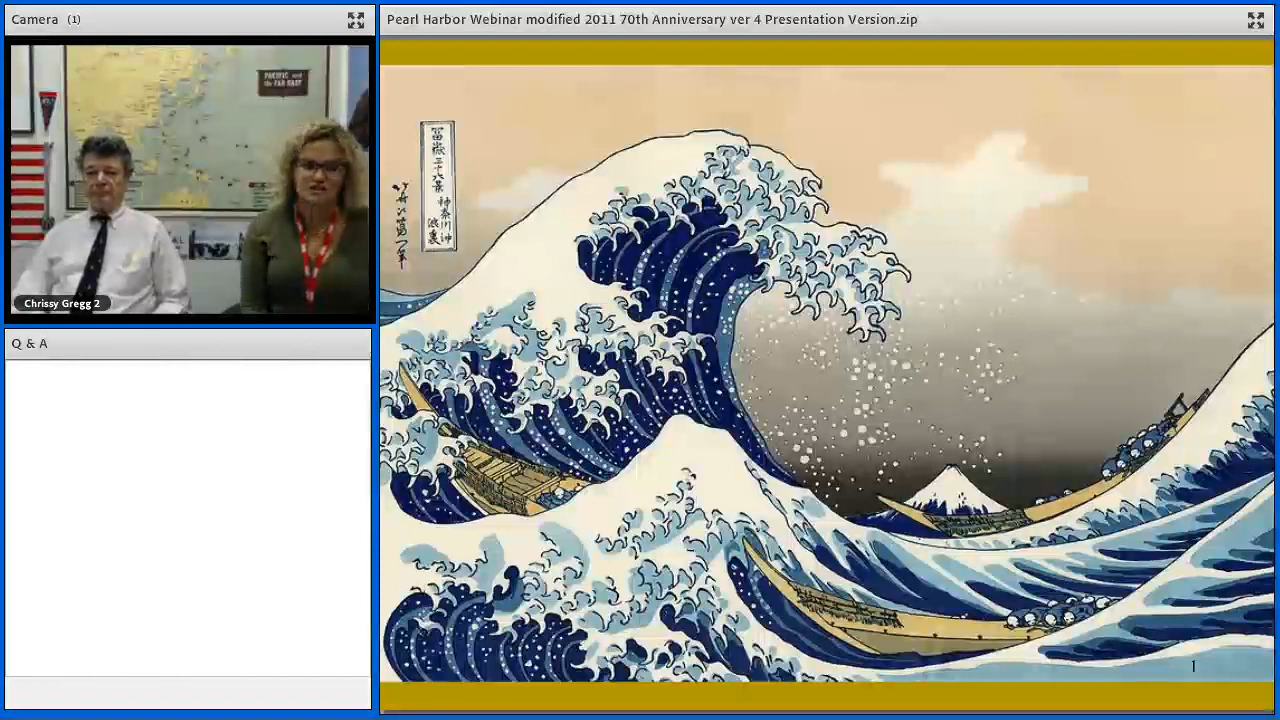 Camera (1)
Pearl Harbor Webinar modified 2011 70th Anniversary ver 4 Presentation Version.zip
PACIFIC and
the FAR EAST
Chrissy Gregg 2
Q & A
冨嶽三十六景 神奈川沖
浪裏
1